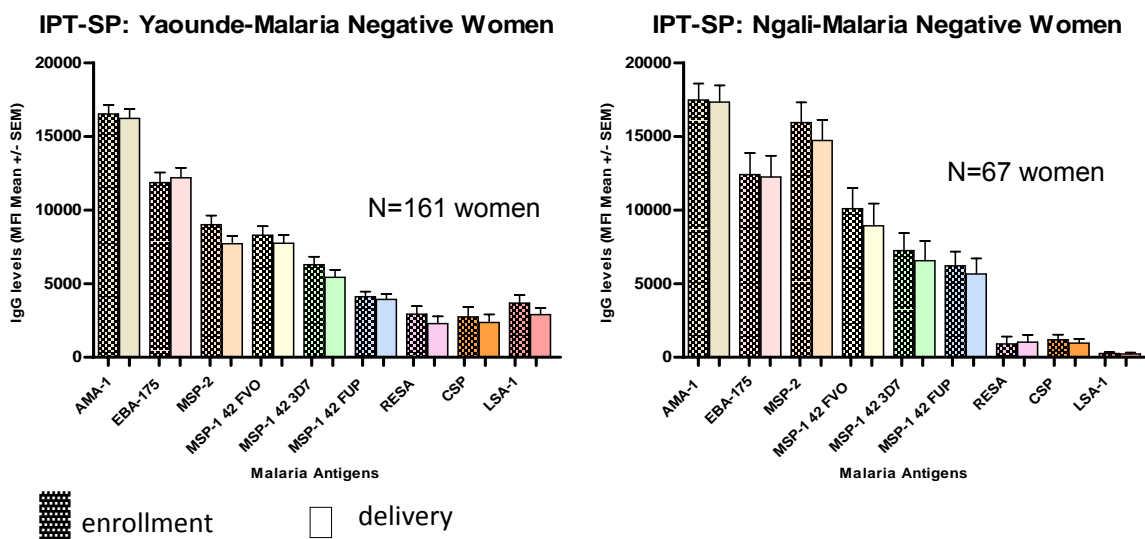 IPT-SP: Yaounde-Malaria Negative Women
20000
15000
10000
5000
0
IgG levels (MFI Mean +/- SEM)
N=161 women
AMA-1
EBA-175
MSP-2
MSP-1 42 FVO
MSP-1 42 3D7
MSP-1 42 FUP
RESA
CSP
LSA-1
Malaria Antigens
IPT-SP: Ngali-Malaria Negative Women
20000
15000
10000
5000
0
IgG levels (MFI Mean +/- SEM)
N=67 women
AMA-1
EBA-175
MSP-2
MSP-1 42 FVO
MSP-1 42 3D7
MSP-1 42 FUP
RESA
CSP
LSA-1
Malaria Antigens
enrollment
delivery